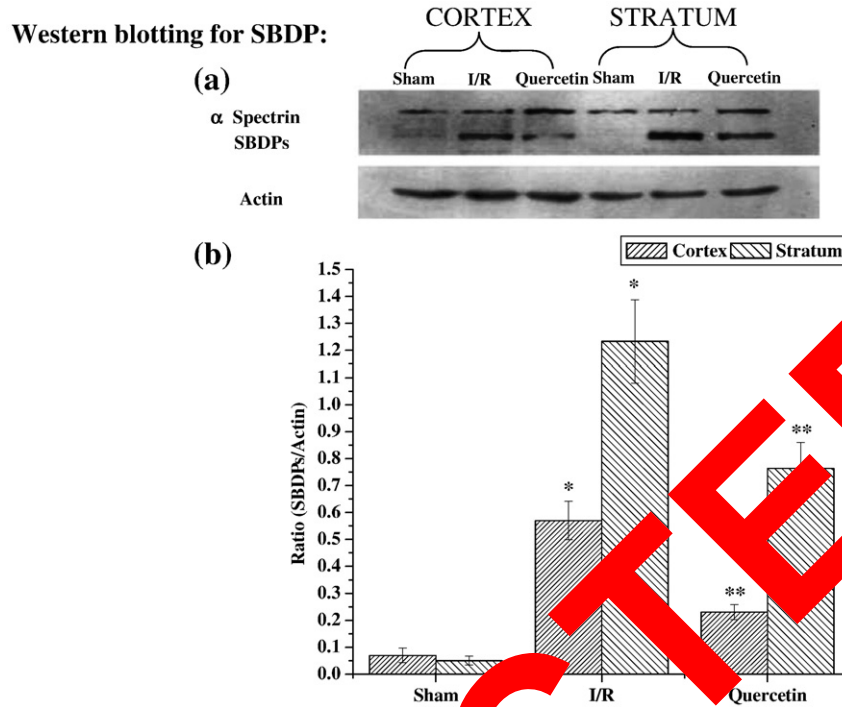 CORTEX STRATUM
Western blotting for SBDP:
Sham I/R Quercetin Sham I/R Quercetin
(a)
α Spectrin
SBDPs
Actin
(b)
Cortex Stratum
1.5
1.4
1.3
1.2
1.1
1.0
0.9
0.8
0.7
0.6
0.5
0.4
0.3
0.2
0.1
0.0
Ratio (SBDPs/Actin)
* *
** **
Sham I/R Quercetin
CTE